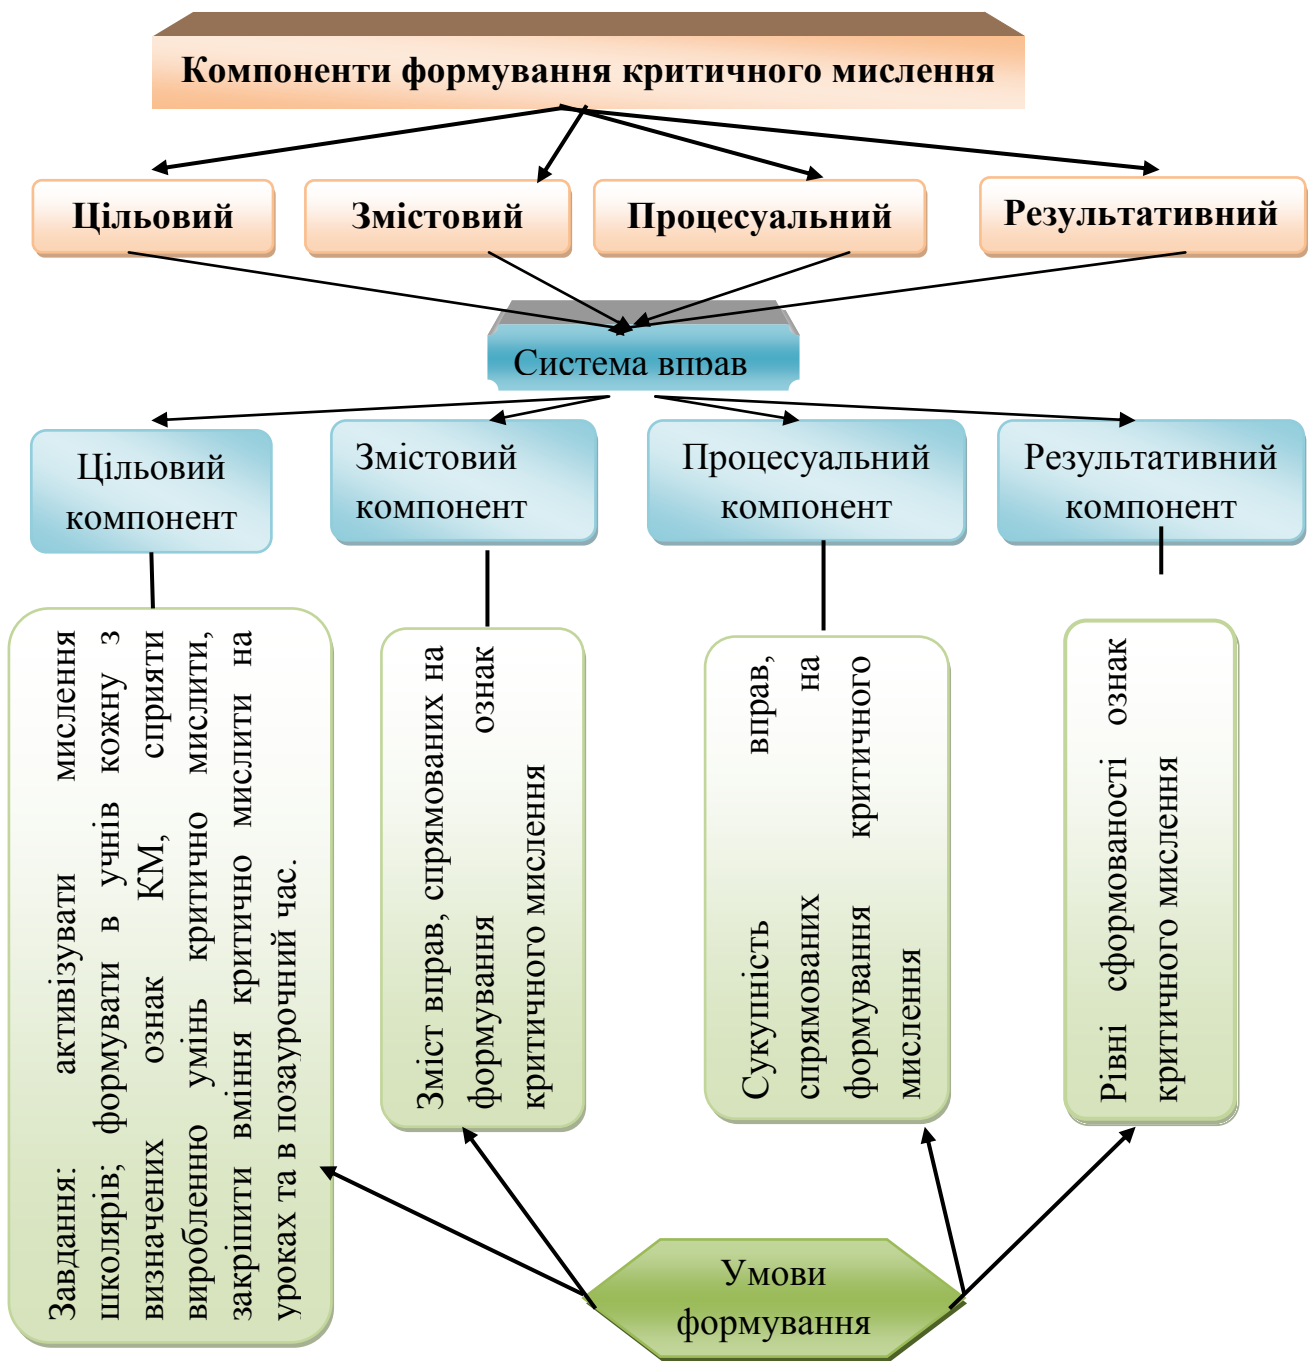 Компоненти формування критичного мислення
Цільовий
Змістовий
Процесуальний
Результативний
Система вправ
Цільовий
компонент
Змістовий
компонент
Процесуальний
компонент
Результативний
компонент
Завдання: активізувати мислення
школярів; формувати в учнів кожну з
визначених ознак КМ, сприяти
виробленню умінь критично мислити,
закріпити вміння критично мислити на
уроках та в позаурочний час.
Зміст вправ, спрямованих на
формування ознак
критичного мислення
Сукупність вправ,
спрямованих на
формування критичного
мислення
Рівні сформованості ознак
критичного мислення
Умови
формування